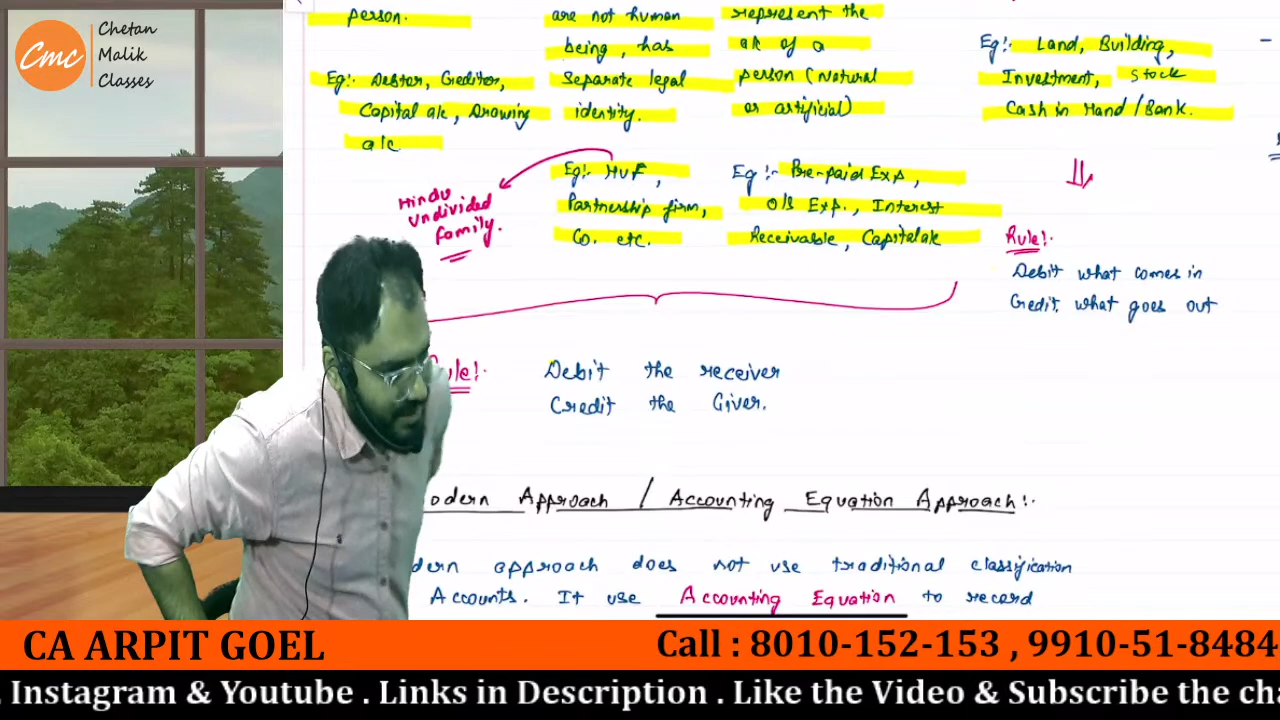 Chetan
Malik
Classes
cmc
person.
Eg:- Debtor, Creditor,
Capital a/c, Drawing
a/c
are not human
being, has
separate legal
identity.
Eg:- HUF,
Partnership firm,
Co. etc.
Hindu
Undivided
family.
represent the
a/c of a
person (Natural
or artificial)
Eg:- Pre-paid Exp,
o/s Exp., Interest
Receivable, Capital a/c
Eg:- Land, Building,
Investment, Stock
Cash in Hand / Bank.
Rule:-
Debit what comes in
Credit what goes out
Debit the receiver
Credit the Giver.
Approach / Accounting Equation Approach:-
approach does not use traditional classification
Accounts. It use Accounting Equation to record
CA ARPIT GOEL
Call : 8010-152-153 , 9910-51-8484
. Instagram & Youtube . Links in Description . Like the Video & Subscribe the cha